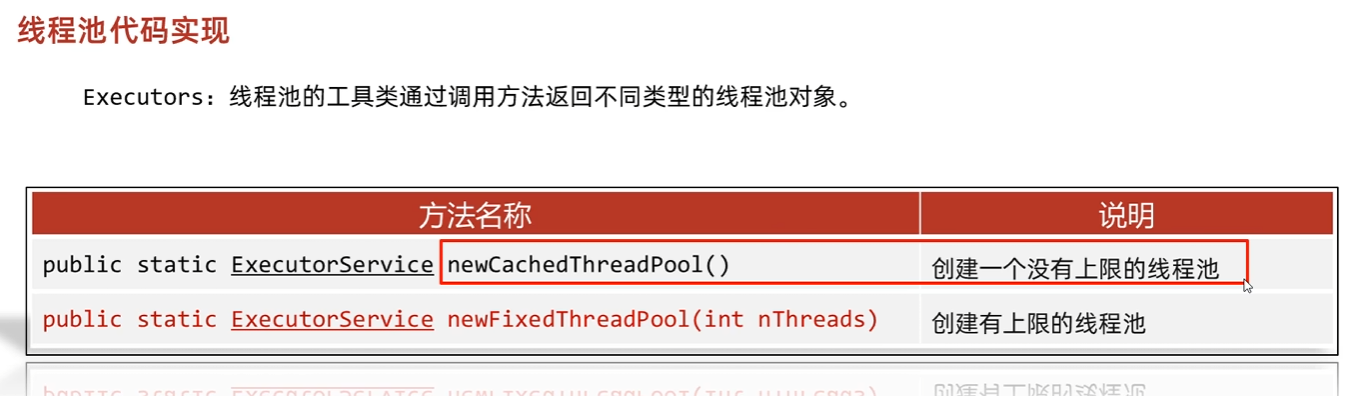 线程池代码实现
Executors：线程池的工具类通过调用方法返回不同类型的线程池对象。
方法名称 说明
public static ExecutorService newCachedThreadPool() 创建一个没有上限的线程池
public static ExecutorService newFixedThreadPool(int nThreads) 创建有上限的线程池